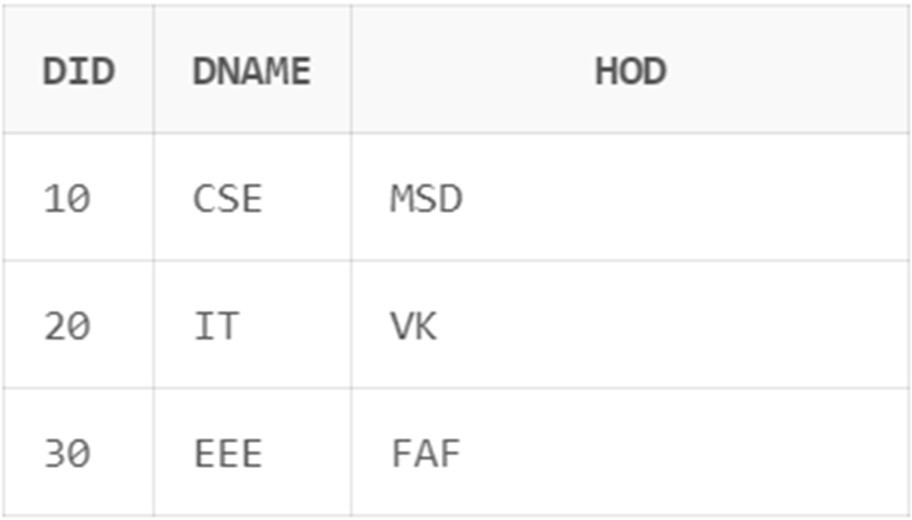 DID DNAME HOD
10 CSE MSD
20 IT VK
30 EEE FAF